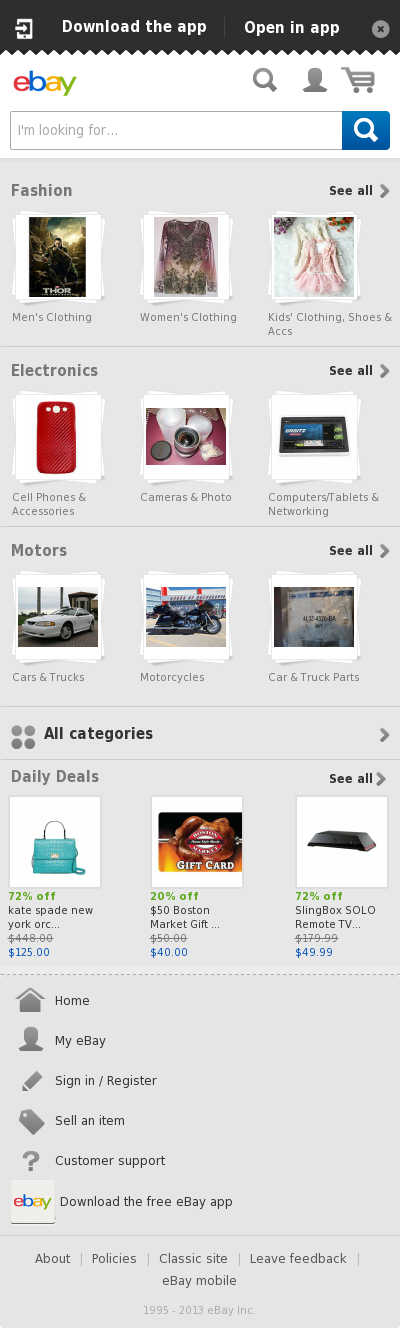 Download the app
Open in app
ebay
I'm looking for...
Fashion
See all
THOR
Men's Clothing
Women's Clothing
Kids' Clothing, Shoes &
Accs
Electronics
See all
Cell Phones &
Accessories
Cameras & Photo
Computers/Tablets &
Networking
Motors
See all
Cars & Trucks
Motorcycles
Car & Truck Parts
All categories
Daily Deals
See all
BOSTON
MARKET
GIFT CARD
72% off
kate spade new
york orc...
$448.00
$125.00
20% off
$50 Boston
Market Gift ...
$50.00
$40.00
72% off
SlingBox SOLO
Remote TV...
$179.99
$49.99
Home
My eBay
Sign in / Register
Sell an item
Customer support
ebay
Download the free eBay app
About | Policies | Classic site | Leave feedback |
eBay mobile
1995 - 2013 eBay Inc.